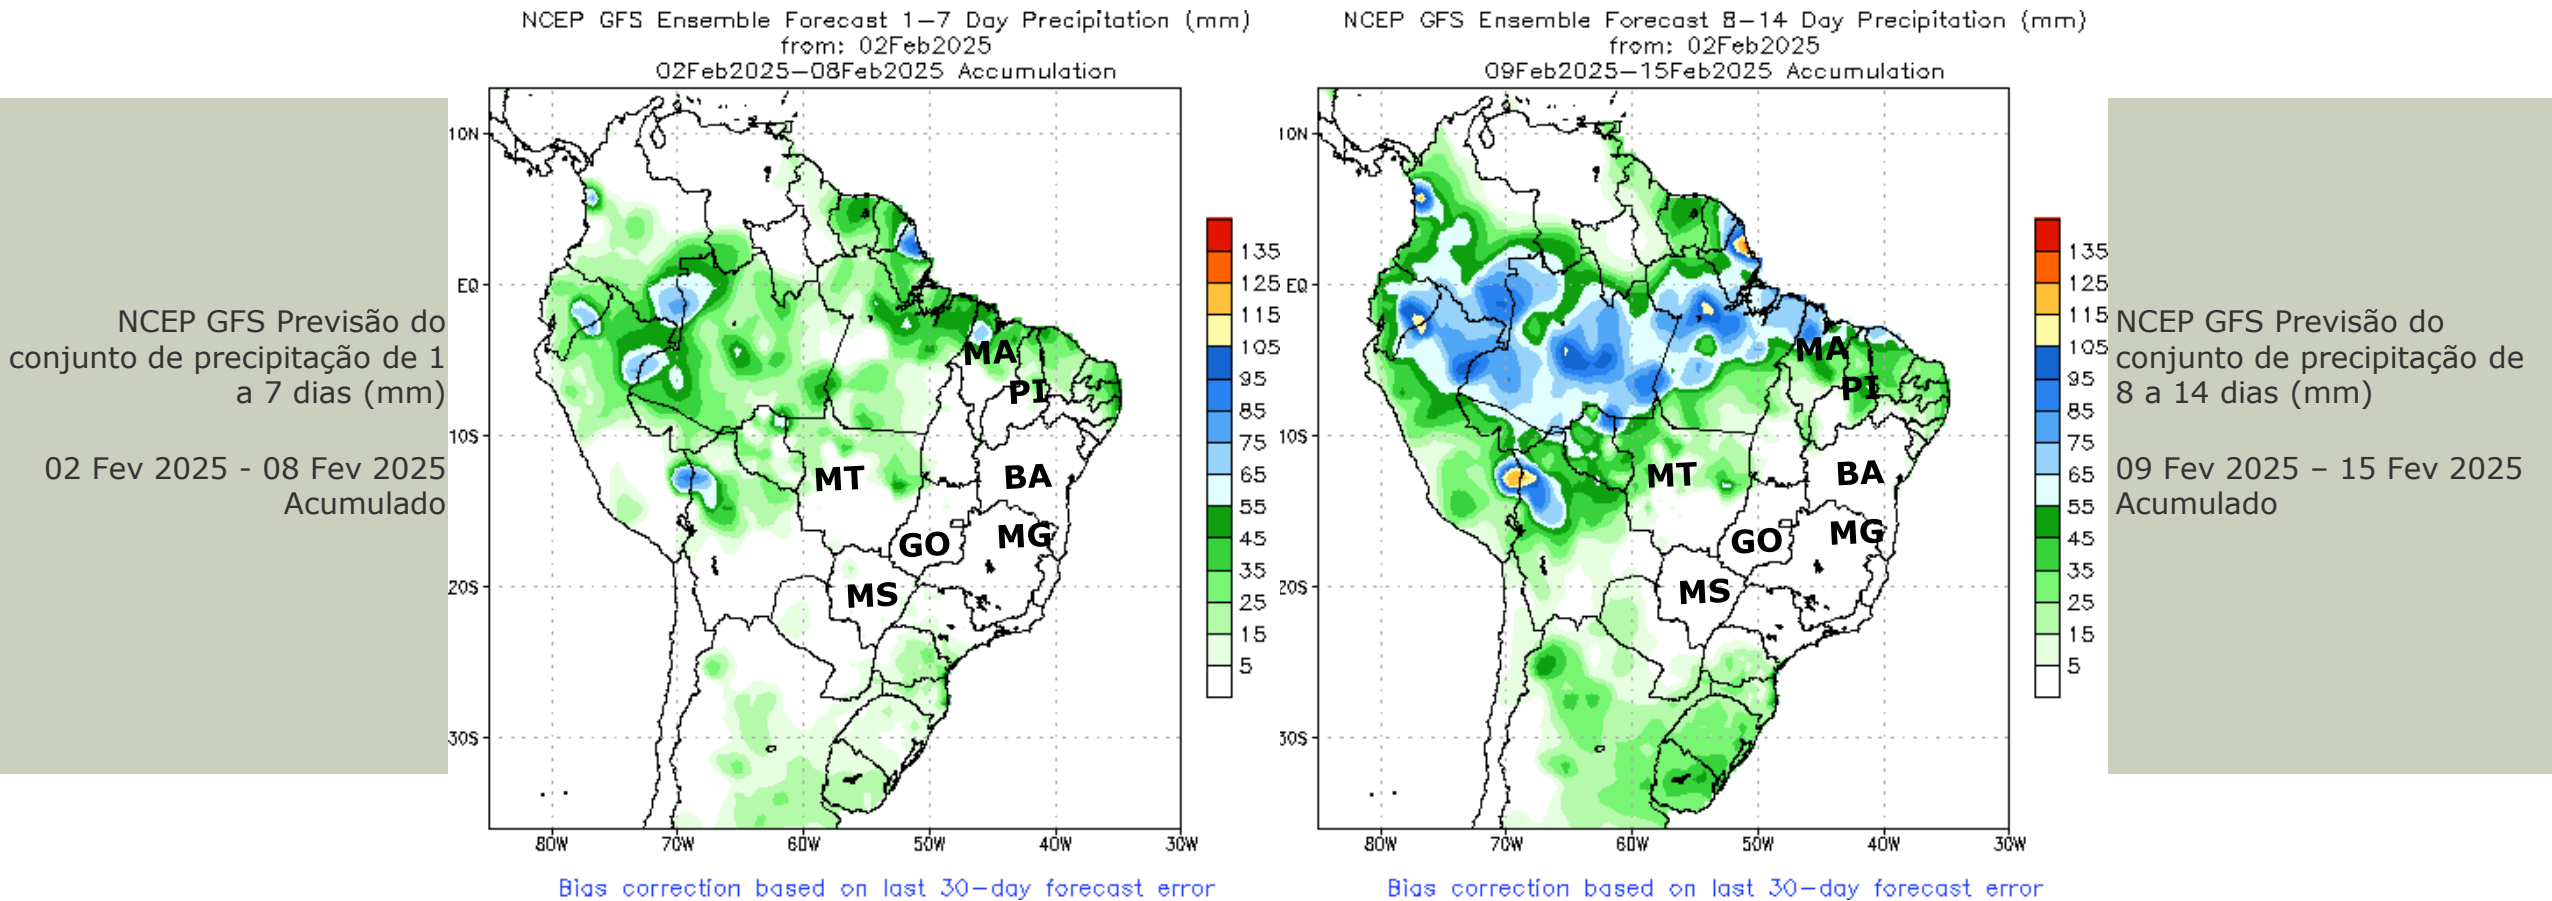 NCEP GFS Ensemble Forecast 1–7 Day Precipitation (mm)
from: 02Feb2025
02Feb2025–08Feb2025 Accumulation
NCEP GFS Ensemble Forecast 8–14 Day Precipitation (mm)
from: 02Feb2025
09Feb2025–15Feb2025 Accumulation
NCEP GFS Previsão do
conjunto de precipitação de 1
a 7 dias (mm)
02 Fev 2025 - 08 Fev 2025
Acumulado
10N
EQ
10S
20S
30S
80W
70W
60W
50W
40W
30W
MA
PI
MT
BA
GO
MG
MS
135
125
115
105
95
85
75
65
55
45
35
25
15
5
Bias correction based on last 30–day forecast error
10N
EQ
10S
20S
30S
80W
70W
60W
50W
40W
30W
MA
PI
MT
BA
GO
MG
MS
135
125
115
105
95
85
75
65
55
45
35
25
15
5
Bias correction based on last 30–day forecast error
NCEP GFS Previsão do
conjunto de precipitação de
8 a 14 dias (mm)
09 Fev 2025 – 15 Fev 2025
Acumulado